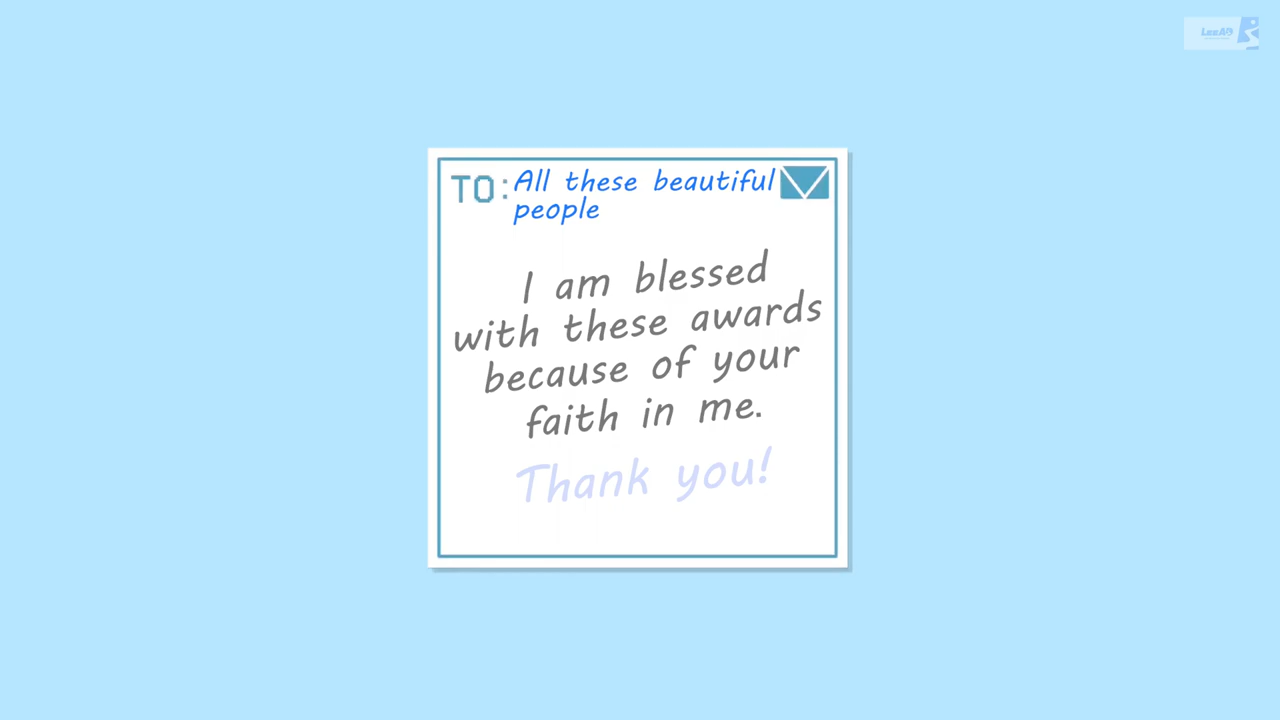 TO: All these beautiful
people
I am blessed
with these awards
because of your
faith in me.
Thank you!